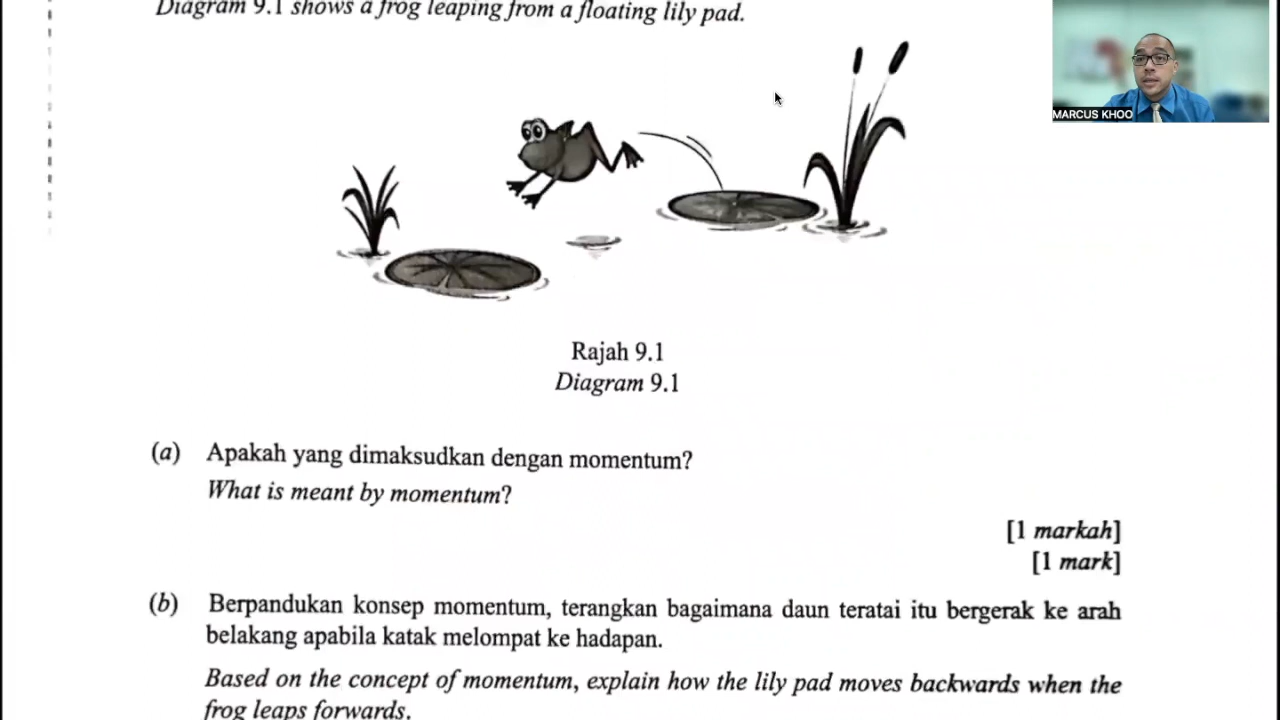 Diagram 9.1 shows a frog leaping from a floating lily pad.
MARCUS KHOO
Rajah 9.1
Diagram 9.1
(a) Apakah yang dimaksudkan dengan momentum?
What is meant by momentum?
[1 markah]
[1 mark]
(b) Berpandukan konsep momentum, terangkan bagaimana daun teratai itu bergerak ke arah
belakang apabila katak melompat ke hadapan.
Based on the concept of momentum, explain how the lily pad moves backwards when the
frog leaps forwards.